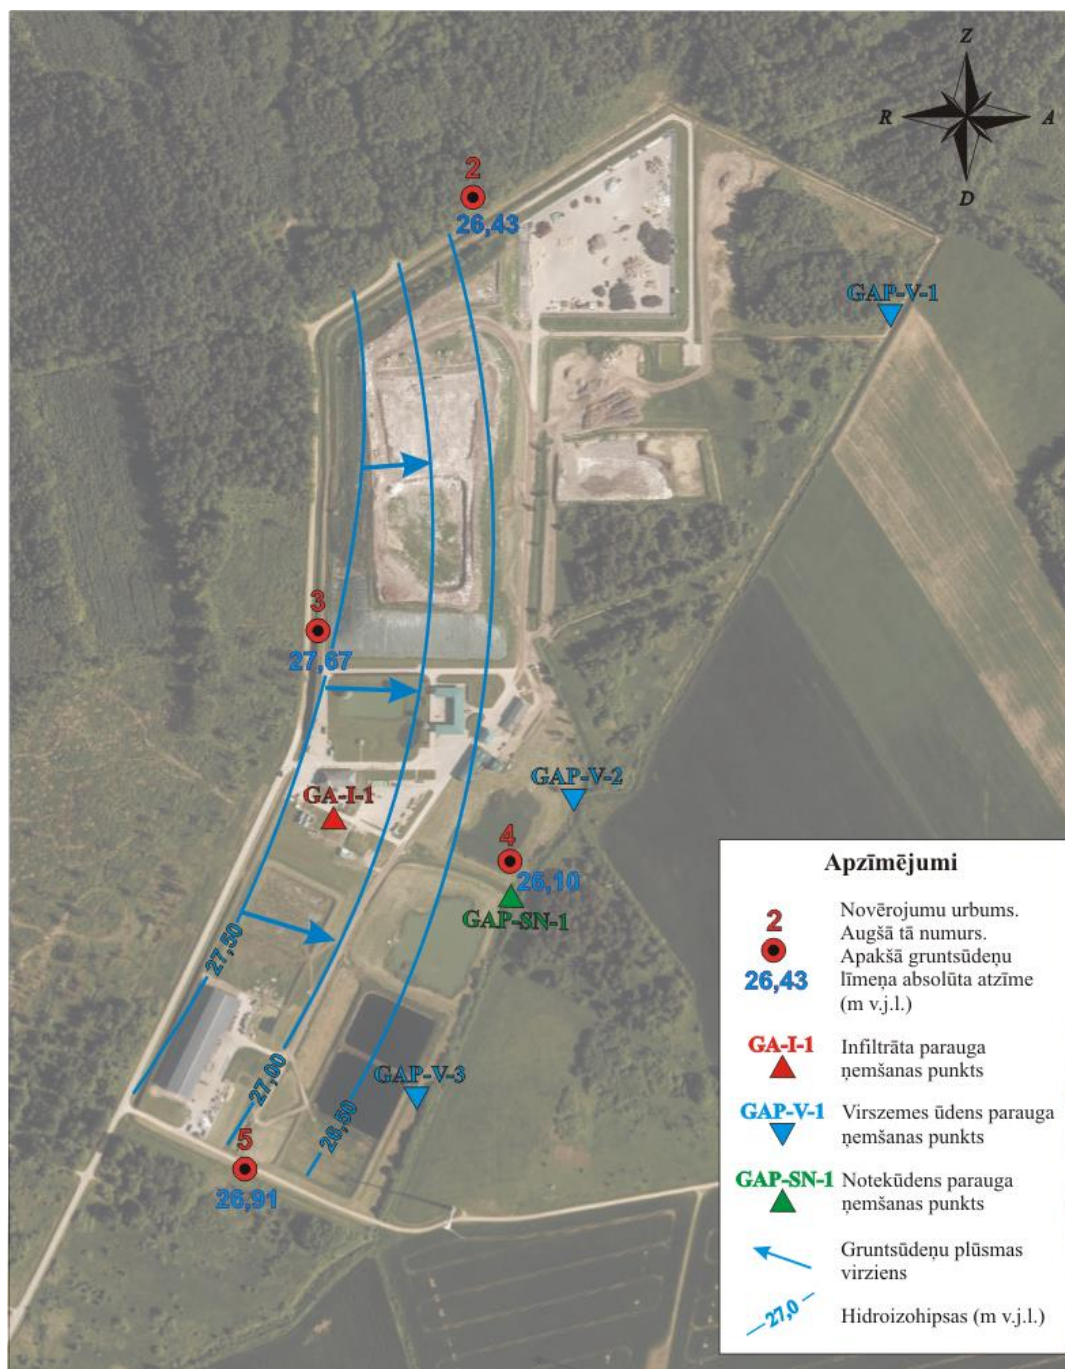 Z
R
A
D
2
26,43
GAP-V-1
3
27,67
GA-I-1
GAP-V-2
4
26,10
GAP-SN-1
27,50
27,00
26,50
GAP-V-3
5
26,91
Apzīmējumi
2
26,43
Novērojumu urbums.
Augšā tā numurs.
Apakšā gruntsūdeņu
līmeņa absolūta atzīme
(m v.j.l.)
GA-I-1
Infiltrāta parauga
ņemšanas punkts
GAP-V-1
Virszemes ūdens parauga
ņemšanas punkts
GAP-SN-1
Notekūdens parauga
ņemšanas punkts
Gruntsūdeņu plūsmas
virziens
27,0
Hidroizohipsas (m v.j.l.)